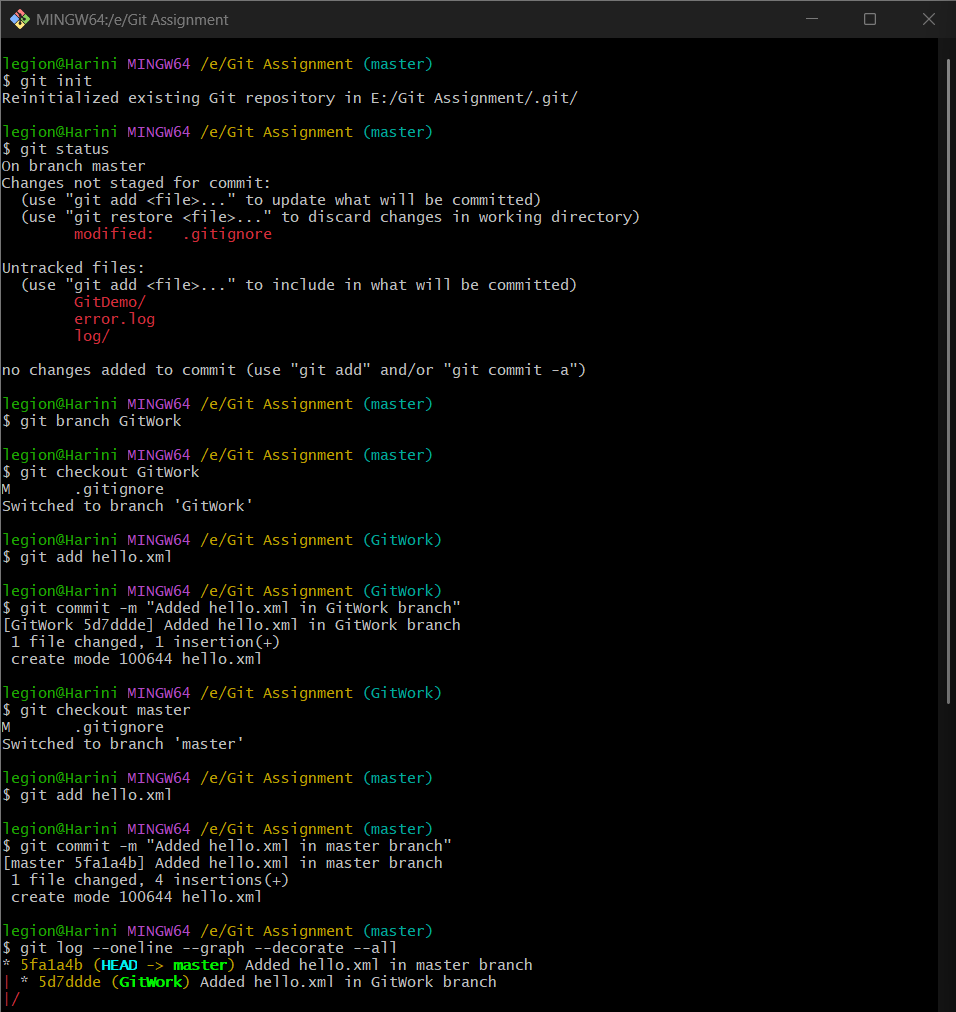 MINGW64:/e/Git Assignment
legion@Harini MINGW64 /e/Git Assignment (master)
$ git init
Reinitialized existing Git repository in E:/Git Assignment/.git/
legion@Harini MINGW64 /e/Git Assignment (master)
$ git status
On branch master
Changes not staged for commit:
  (use "git add <file>..." to update what will be committed)
  (use "git restore <file>..." to discard changes in working directory)
        modified:   .gitignore
Untracked files:
  (use "git add <file>..." to include in what will be committed)
        GitDemo/
        error.log
        log/
no changes added to commit (use "git add" and/or "git commit -a")
legion@Harini MINGW64 /e/Git Assignment (master)
$ git branch GitWork
legion@Harini MINGW64 /e/Git Assignment (master)
$ git checkout GitWork
M       .gitignore
Switched to branch 'GitWork'
legion@Harini MINGW64 /e/Git Assignment (GitWork)
$ git add hello.xml
legion@Harini MINGW64 /e/Git Assignment (GitWork)
$ git commit -m "Added hello.xml in GitWork branch"
[GitWork 5d7ddde] Added hello.xml in GitWork branch
 1 file changed, 1 insertion(+)
 create mode 100644 hello.xml
legion@Harini MINGW64 /e/Git Assignment (GitWork)
$ git checkout master
M       .gitignore
Switched to branch 'master'
legion@Harini MINGW64 /e/Git Assignment (master)
$ git add hello.xml
legion@Harini MINGW64 /e/Git Assignment (master)
$ git commit -m "Added hello.xml in master branch"
[master 5fa1a4b] Added hello.xml in master branch
 1 file changed, 4 insertions(+)
 create mode 100644 hello.xml
legion@Harini MINGW64 /e/Git Assignment (master)
$ git log --oneline --graph --decorate --all
* 5fa1a4b (HEAD -> master) Added hello.xml in master branch
| * 5d7ddde (GitWork) Added hello.xml in GitWork branch
|/